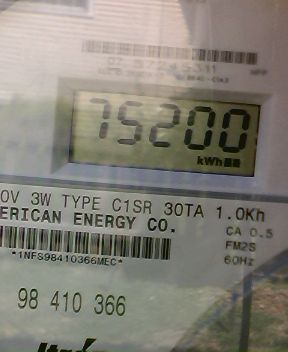 75200
kWh
0V 3W TYPE C1SR 30TA 1.0Kh
ERICAN ENERGY CO.
CA 0.5
FM2S
60Hz
*1NFS98410366MEC*
98 410 366
Itrón